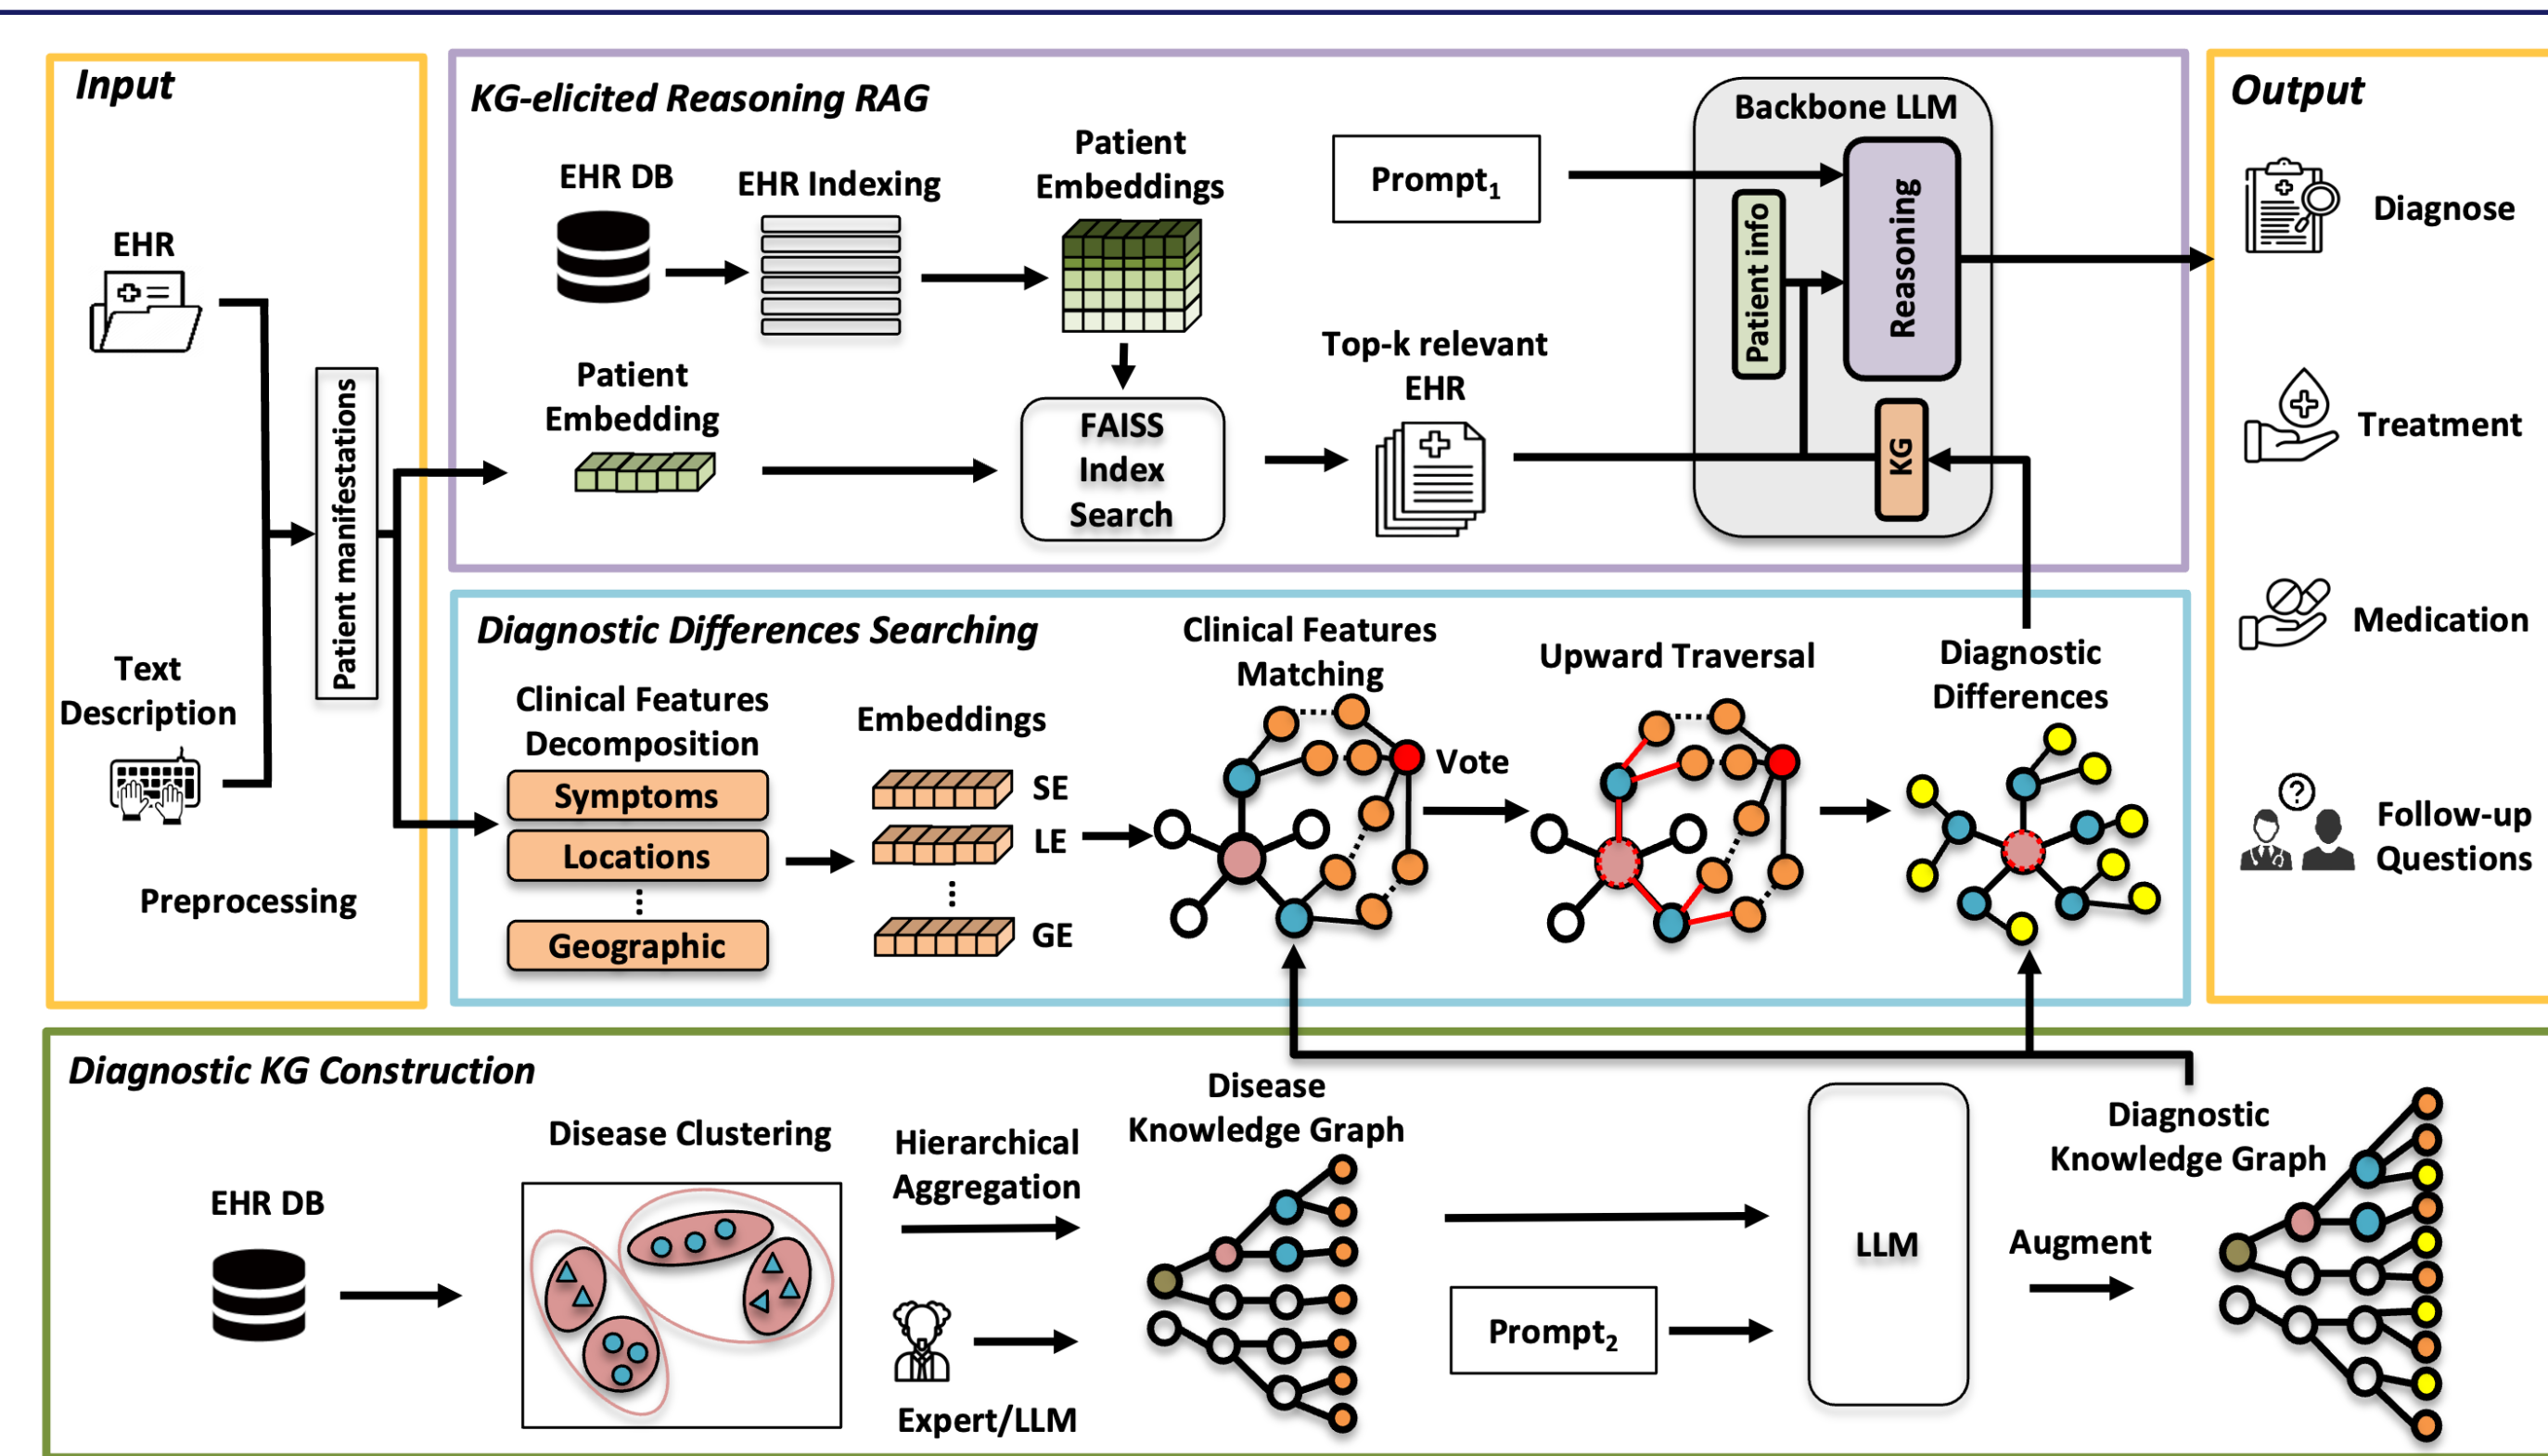 Input
EHR
Text
Description
Preprocessing
Patient manifestations
KG-elicited Reasoning RAG
EHR DB
EHR Indexing
Patient
Embeddings
Patient
Embedding
FAISS
Index
Search
Top-k relevant
EHR
Prompt1
Backbone LLM
Patient info
Reasoning
KG
Diagnostic Differences Searching
Clinical Features
Decomposition
Symptoms
Locations
Geographic
Embeddings
SE
LE
GE
Clinical Features
Matching
Vote
Upward Traversal
Diagnostic
Differences
Output
Diagnose
Treatment
Medication
?
Follow-up
Questions
Diagnostic KG Construction
EHR DB
Disease Clustering
Hierarchical
Aggregation
Expert/LLM
Disease
Knowledge Graph
Prompt2
LLM
Augment
Diagnostic
Knowledge Graph